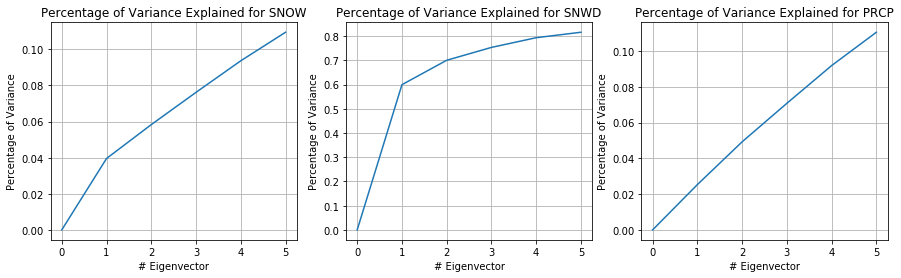 Percentage of Variance Explained for SNOW
Percentage of Variance
0.10
0.08
0.06
0.04
0.02
0.00
0 1 2 3 4 5
# Eigenvector
Percentage of Variance Explained for SNWD
Percentage of Variance
0.8
0.7
0.6
0.5
0.4
0.3
0.2
0.1
0.0
0 1 2 3 4 5
# Eigenvector
Percentage of Variance Explained for PRCP
Percentage of Variance
0.10
0.08
0.06
0.04
0.02
0.00
0 1 2 3 4 5
# Eigenvector